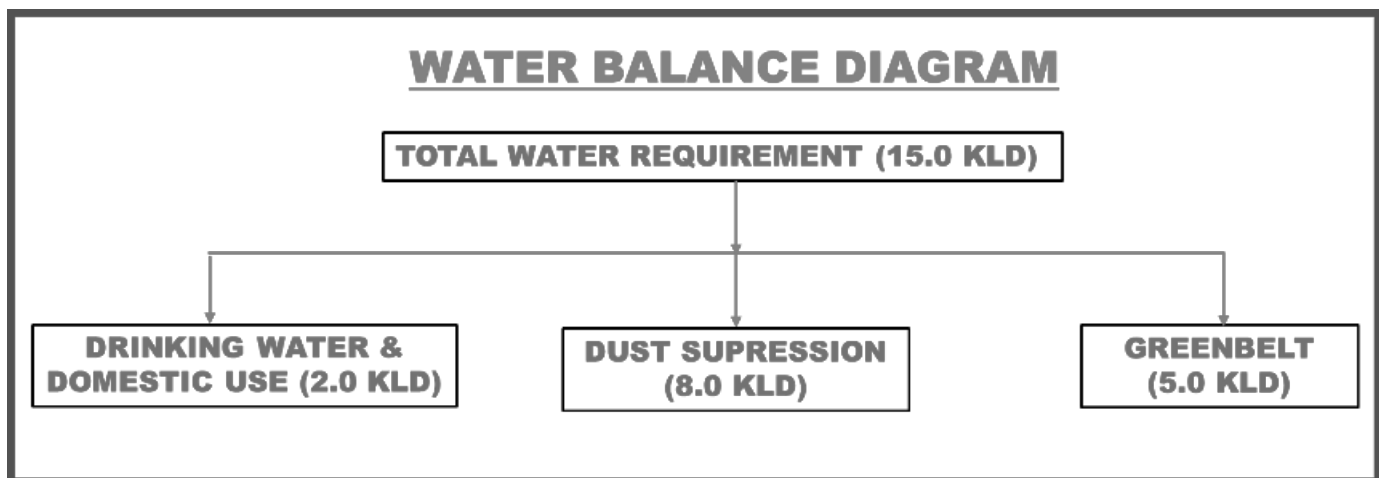 WATER BALANCE DIAGRAM
TOTAL WATER REQUIREMENT (15.0 KLD)
DRINKING WATER &
DOMESTIC USE (2.0 KLD)
DUST SUPRESSION
(8.0 KLD)
GREENBELT
(5.0 KLD)